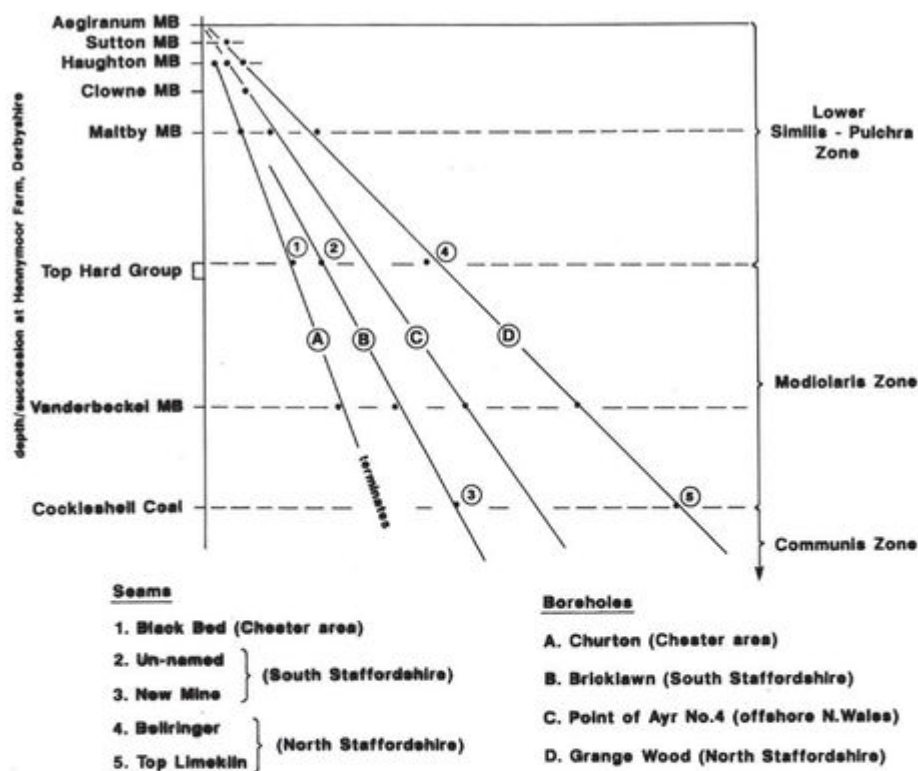 Aegiranum MB
Sutton MB
Haughton MB
Clowne MB
Maltby MB
Lower
Similis - Pulchra
Zone
depth/succession at Hennymoor Farm, Derbyshire
1
2
4
Top Hard Group
A
B
C
D
Modiolaris Zone
Vanderbeckei MB
terminates
3
5
Cockleshell Coal
Communis Zone
Seams
1. Black Bed (Chester area)
2. Un-named
(South Staffordshire)
3. New Mine
4. Bellringer
(North Staffordshire)
5. Top Limekiln
Boreholes
A. Churton (Chester area)
B. Bricklawn (South Staffordshire)
C. Point of Ayr No.4 (offshore N.Wales)
D. Grange Wood (North Staffordshire)